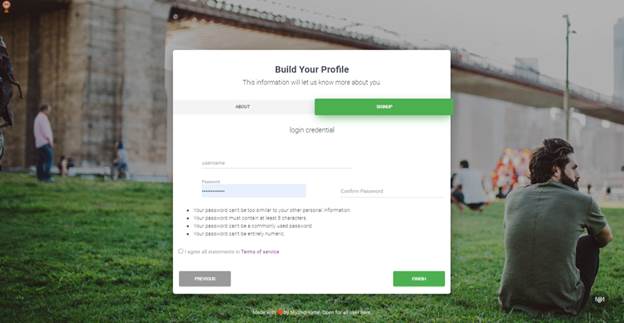 Build Your Profile
This information will let us know more about you.
ABOUT
SIGNUP
login credential
username
Password
Confirm Password
Your password can't be too similar to your other personal information.
Your password must contain at least 8 characters.
Your password can't be a commonly used password.
Your password can't be entirely numeric.
I agree all statements in Terms of service
PREVIOUS
FINISH
Made with by
Open for all user here.